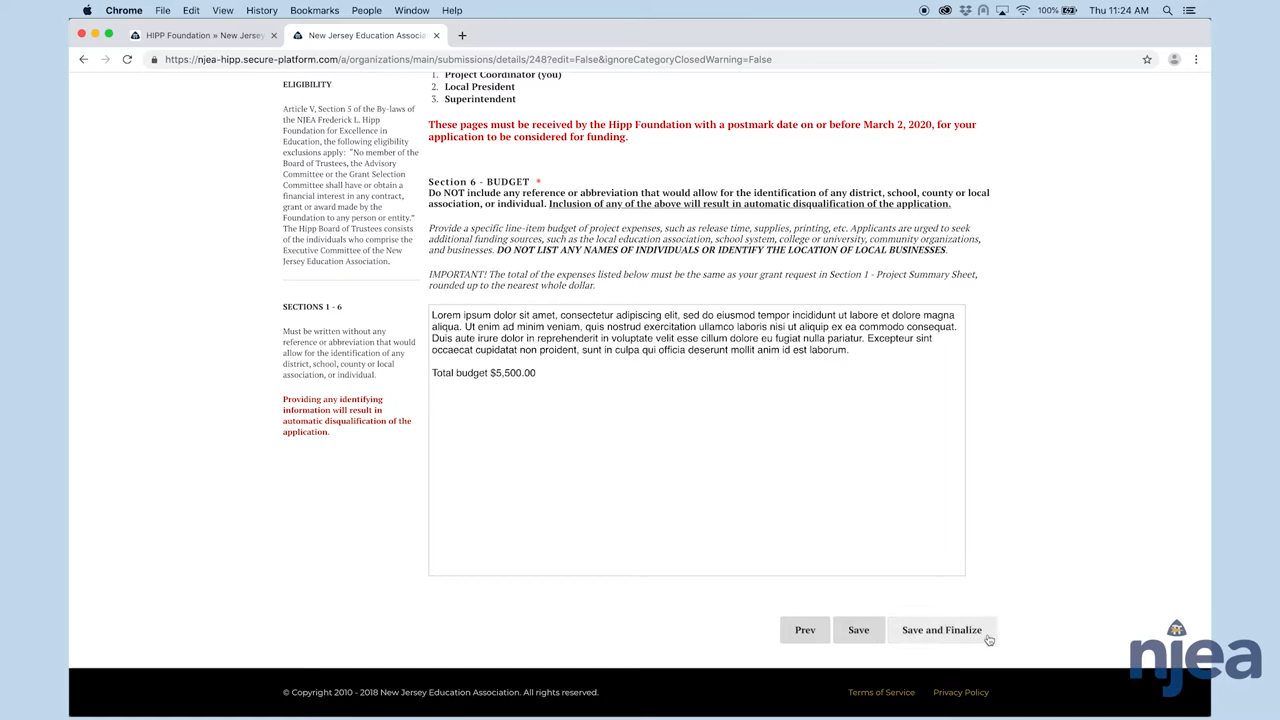 Chrome File Edit View History Bookmarks People Window Help 100% Thu 11:24 AM
HIPP Foundation » New Jersey New Jersey Education Associa
https://njea-hipp.secure-platform.com/a/organizations/main/submissions/details/248?edit=False&ignoreCategoryClosedWarning=False
ELIGIBILITY
Article V, Section 5 of the By-laws of
the NJEA Frederick L. Hipp
Foundation for Excellence in
Education, the following eligibility
exclusions apply: "No member of the
Board of Trustees, the Advisory
Committee or the Grant Selection
Committee shall have or obtain a
financial interest in any contract,
grant or award made by the
Foundation to any person or entity."
The Hipp Board of Trustees consists
of the individuals who comprise the
Executive Committee of the New
Jersey Education Association.
SECTIONS 1 - 6
Must be written without any
reference or abbreviation that would
allow for the identification of any
district, school, county or local
association, or individual.
Providing any identifying
information will result in
automatic disqualification of the
application.
1. Project Coordinator (you)
2. Local President
3. Superintendent
These pages must be received by the Hipp Foundation with a postmark date on or before March 2, 2020, for your
application to be considered for funding.
Section 6 - BUDGET *
Do NOT include any reference or abbreviation that would allow for the identification of any district, school, county or local
association, or individual. Inclusion of any of the above will result in automatic disqualification of the application.
Provide a specific line-item budget of project expenses, such as release time, supplies, printing, etc. Applicants are urged to seek
additional funding sources, such as the local education association, school system, college or university, community organizations,
and businesses. DO NOT LIST ANY NAMES OF INDIVIDUALS OR IDENTIFY THE LOCATION OF LOCAL BUSINESSES.
IMPORTANT! The total of the expenses listed below must be the same as your grant request in Section 1 - Project Summary Sheet,
rounded up to the nearest whole dollar.
Lorem ipsum dolor sit amet, consectetur adipiscing elit, sed do eiusmod tempor incididunt ut labore et dolore magna
aliqua. Ut enim ad minim veniam, quis nostrud exercitation ullamco laboris nisi ut aliquip ex ea commodo consequat.
Duis aute irure dolor in reprehenderit in voluptate velit esse cillum dolore eu fugiat nulla pariatur. Excepteur sint
occaecat cupidatat non proident, sunt in culpa qui officia deserunt mollit anim id est laborum.
Total budget $5,500.00
Prev Save Save and Finalize
njea
© Copyright 2010 - 2018 New Jersey Education Association. All rights reserved. Terms of Service Privacy Policy